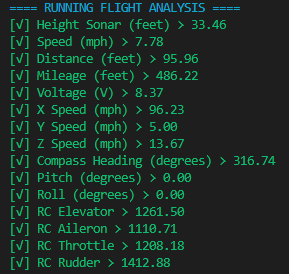 ==== RUNNING FLIGHT ANALYSIS ====
[√] Height Sonar (feet) > 33.46
[√] Speed (mph) > 7.78
[√] Distance (feet) > 95.96
[√] Mileage (feet) > 486.22
[√] Voltage (V) > 8.37
[√] X Speed (mph) > 96.23
[√] Y Speed (mph) > 5.00
[√] Z Speed (mph) > 13.67
[√] Compass Heading (degrees) > 316.74
[√] Pitch (degrees) > 0.00
[√] Roll (degrees) > 0.00
[√] RC Elevator > 1261.50
[√] RC Aileron > 1110.71
[√] RC Throttle > 1208.18
[√] RC Rudder > 1412.88